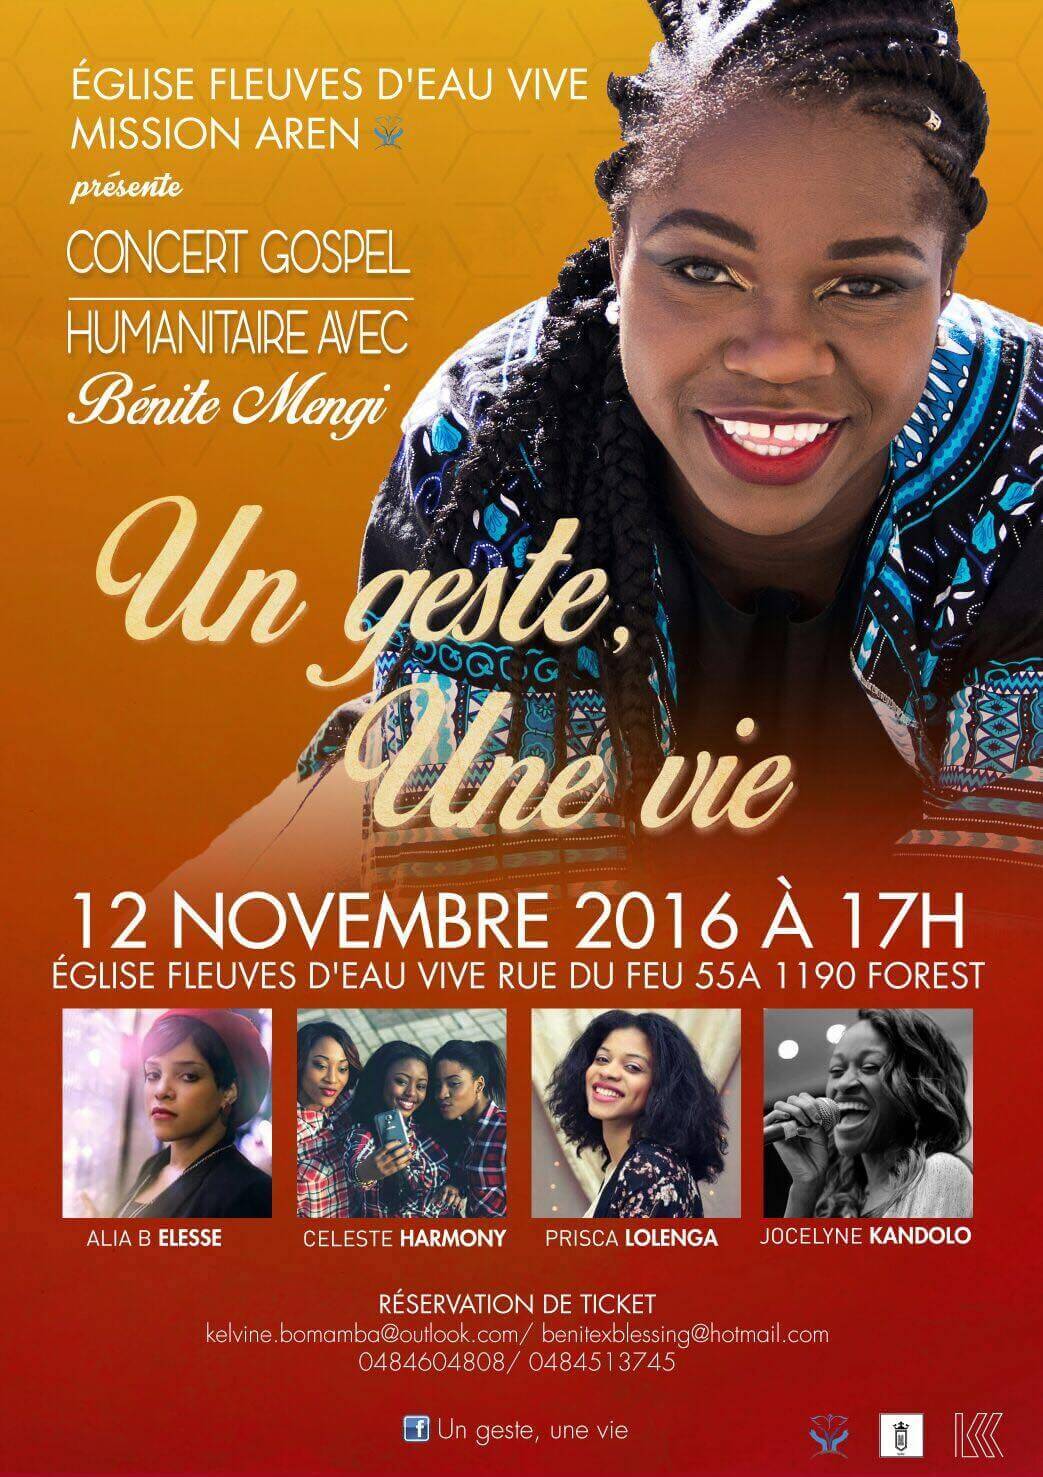 ÉGLISE FLEUVES D'EAU VIVE
MISSION AREN
présente
CONCERT GOSPEL
HUMANITAIRE AVEC
Bénite Mengi
Un geste,
Une vie
12 NOVEMBRE 2016 À 17H
ÉGLISE FLEUVES D'EAU VIVE RUE DU FEU 55A 1190 FOREST
ALIA B ELESSE
CELESTE HARMONY
PRISCA LOLENGA
JOCELYNE KANDOLO
RÉSERVATION DE TICKET
kelvine.bomamba@outlook.com/ benitexblessing@hotmail.com
0484604808/ 0484513745
f Un geste, une vie